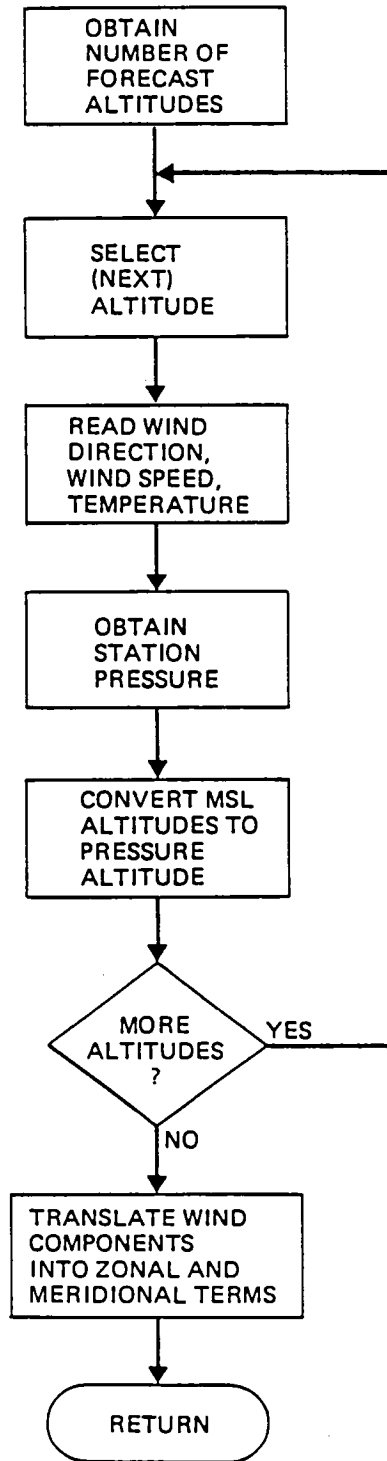 OBTAIN
NUMBER OF
FORECAST
ALTITUDES
SELECT
(NEXT)
ALTITUDE
READ WIND
DIRECTION,
WIND SPEED,
TEMPERATURE
OBTAIN
STATION
PRESSURE
CONVERT MSL
ALTITUDES TO
PRESSURE
ALTITUDE
MORE
ALTITUDES
?
YES
NO
TRANSLATE WIND
COMPONENTS
INTO ZONAL AND
MERIDIONAL TERMS
RETURN